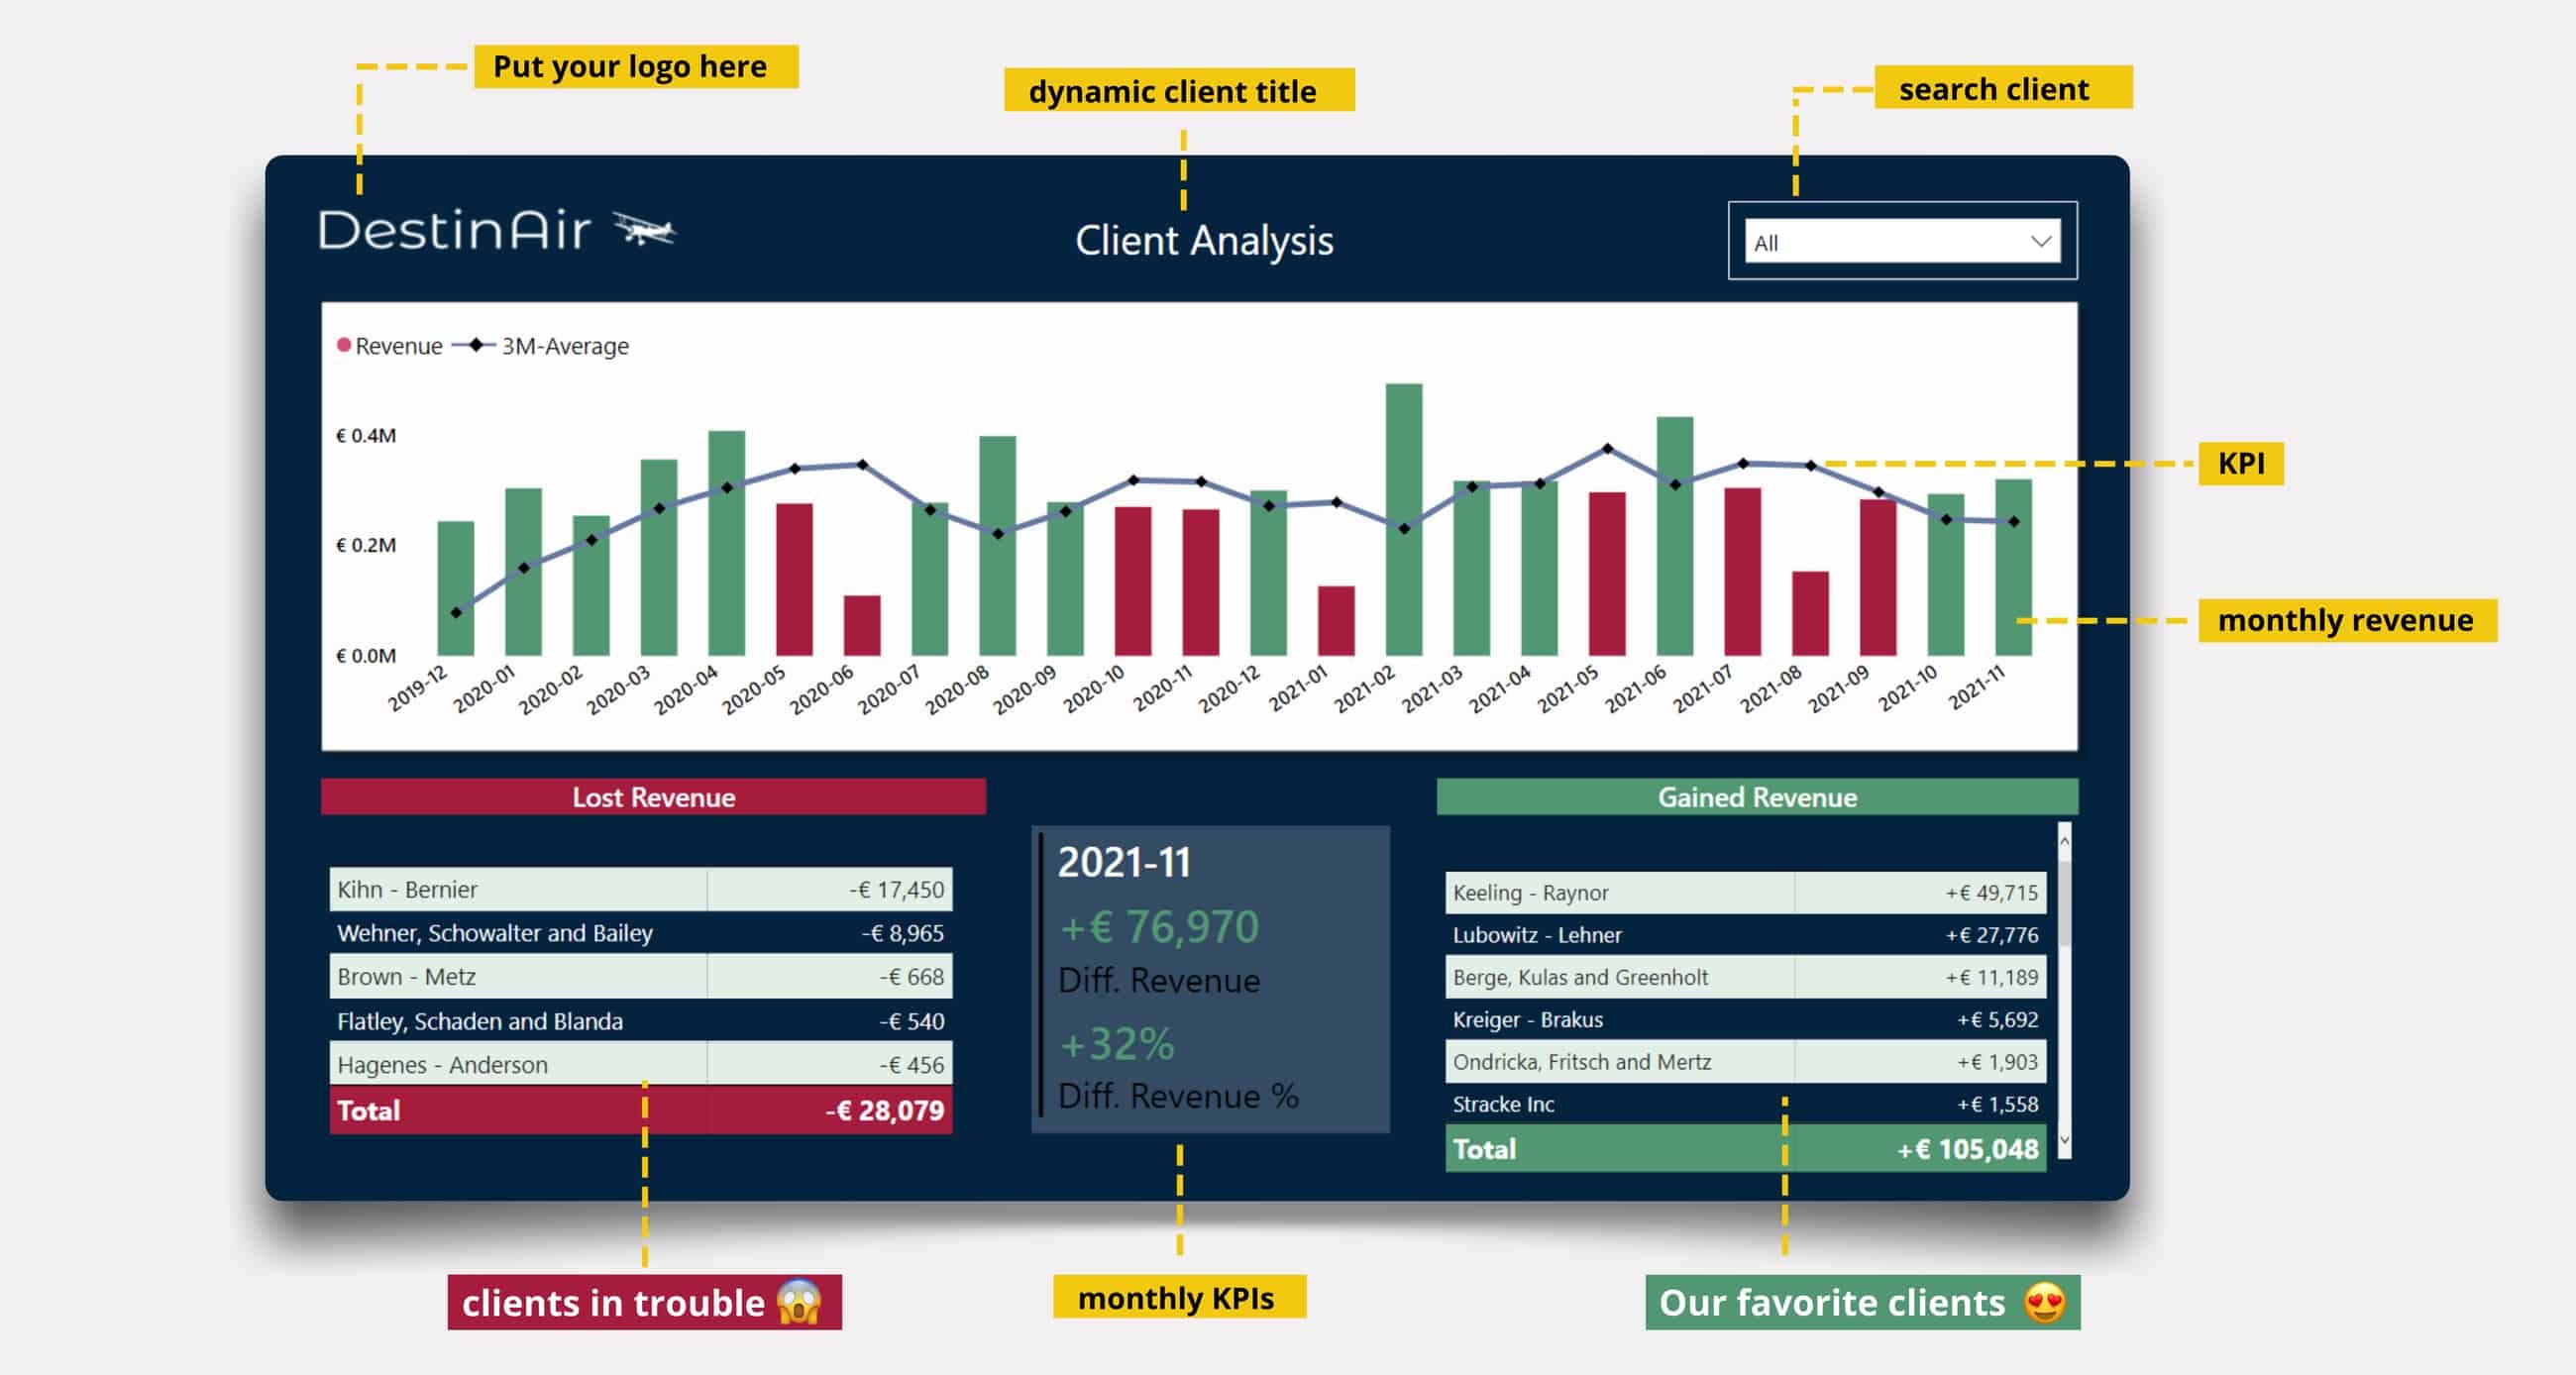 Put your logo here
dynamic client title
search client
DestinAir
Client Analysis
All
Revenue
3M-Average
€ 0.4M
€ 0.2M
€ 0.0M
2019-12
2020-01
2020-02
2020-03
2020-04
2020-05
2020-06
2020-07
2020-08
2020-09
2020-10
2020-11
2020-12
2021-01
2021-02
2021-03
2021-04
2021-05
2021-06
2021-07
2021-08
2021-09
2021-10
2021-11
KPI
monthly revenue
Lost Revenue
Kihn - Bernier -€ 17,450
Wehner, Schowalter and Bailey -€ 8,965
Brown - Metz -€ 668
Flatley, Schaden and Blanda -€ 540
Hagenes - Anderson -€ 456
Total -€ 28,079
2021-11
+€ 76,970
Diff. Revenue
+32%
Diff. Revenue %
Gained Revenue
Keeling - Raynor +€ 49,715
Lubowitz - Lehner +€ 27,776
Berge, Kulas and Greenholt +€ 11,189
Kreiger - Brakus +€ 5,692
Ondricka, Fritsch and Mertz +€ 1,903
Stracke Inc +€ 1,558
Total +€ 105,048
clients in trouble 😱
monthly KPIs
Our favorite clients 😍